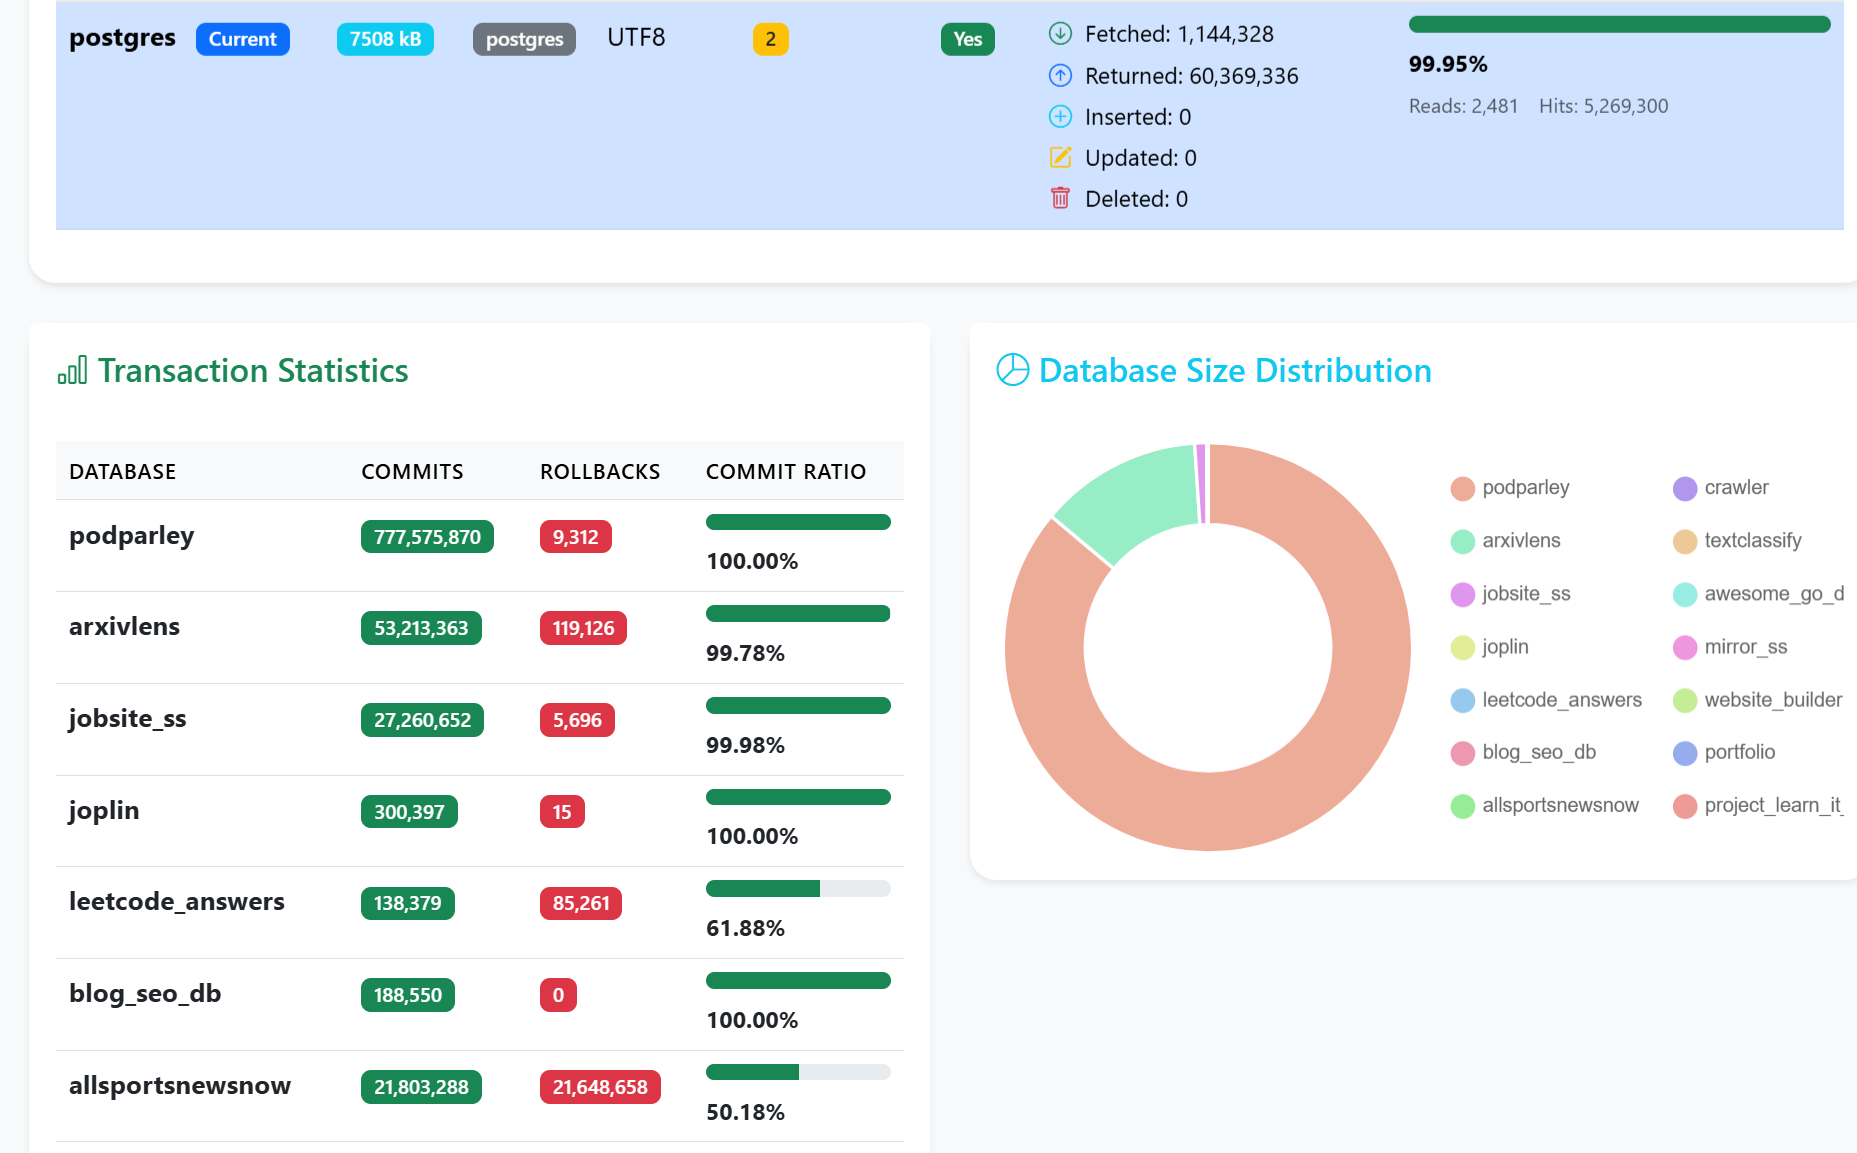 postgres Current 7508 kB postgres UTF8 2 Yes
Fetched: 1,144,328
Returned: 60,369,336
Inserted: 0
Updated: 0
Deleted: 0
99.95%
Reads: 2,481 Hits: 5,269,300
Transaction Statistics
DATABASE COMMITS ROLLBACKS COMMIT RATIO
podparley 777,575,870 9,312 100.00%
arxivlens 53,213,363 119,126 99.78%
jobsite_ss 27,260,652 5,696 99.98%
joplin 300,397 15 100.00%
leetcode_answers 138,379 85,261 61.88%
blog_seo_db 188,550 0 100.00%
allsportsnewsnow 21,803,288 21,648,658 50.18%
Database Size Distribution
podparley
arxivlens
jobsite_ss
joplin
leetcode_answers
blog_seo_db
allsportsnewsnow
crawler
textclassify
awesome_go_d
mirror_ss
website_builder
portfolio
project_learn_it_